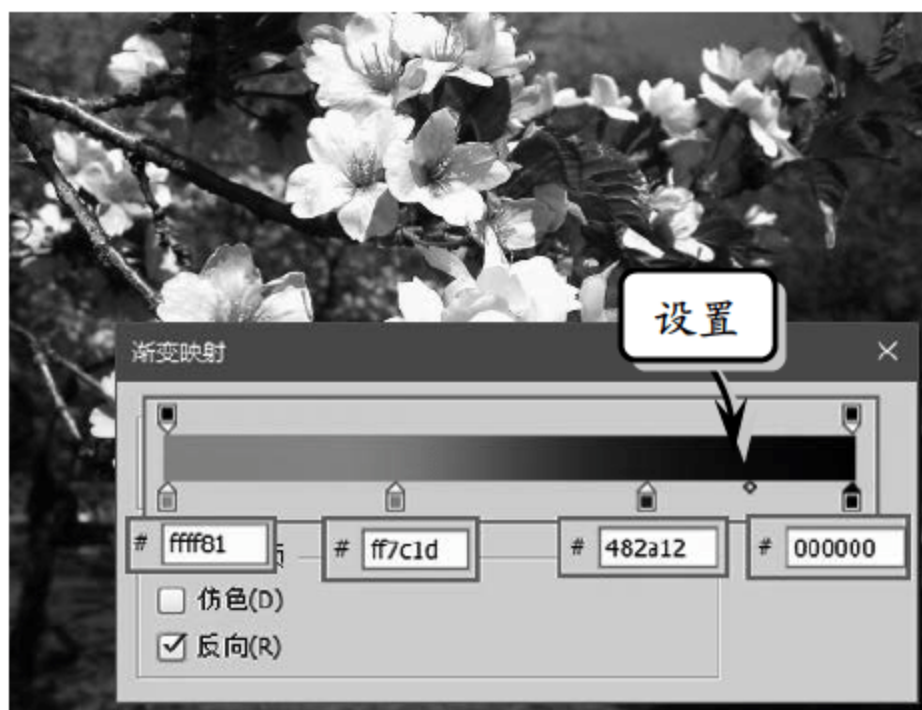 设置
渐变映射
# ffff81
# ff7c1d
# 482a12
# 000000
仿色(D)
反向(R)